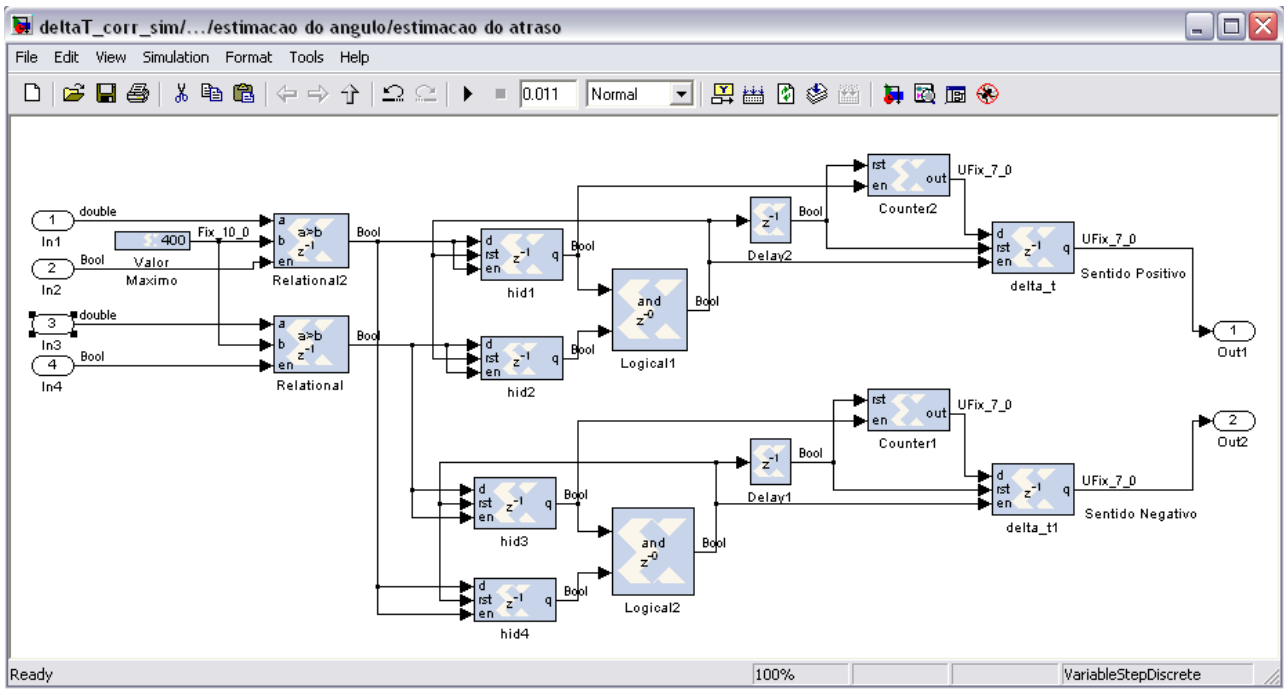 deltaT_corr_sim/.../estimacao do angulo/estimacao do atraso
File Edit View Simulation Format Tools Help
0.011 Normal
1
In1
double
400
Fix_10_0
Valor
Maximo
2
In2
Bool
3
In3
double
4
In4
Bool
a
b
en
a>b
z-1
Relational2
Bool
a
b
en
a>b
z-1
Relational
Bool
d
rst
en
z-1
q
hid1
Bool
d
rst
en
z-1
q
hid2
Bool
and
z-0
Logical1
Bool
z-1
Delay2
Bool
rst
en
out
Counter2
UFix_7_0
d
rst
en
z-1
q
delta_t
UFix_7_0
Sentido Positivo
1
Out1
d
rst
en
z-1
q
hid3
Bool
d
rst
en
z-1
q
hid4
Bool
and
z-0
Logical2
Bool
z-1
Delay1
Bool
rst
en
out
Counter1
UFix_7_0
d
rst
en
z-1
q
delta_t1
UFix_7_0
Sentido Negativo
2
Out2
Ready
100%
VariableStepDiscrete